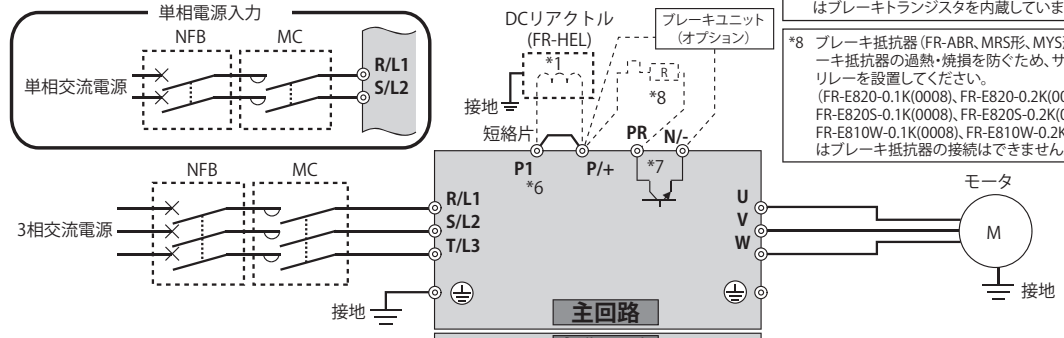 単相電源入力
NFB
MC
単相交流電源
R/L1
S/L2
DCリアクトル
(FR-HEL)
*1
接地
短絡片
ブレーキユニット
(オプション)
R
*8
P1
*6
P/+
PR
*7
N/-
はブレーキトランジスタを内蔵していま
*8 ブレーキ抵抗器(FR-ABR、MRS形、MYS
ーキ抵抗器の過熱・焼損を防ぐため、サ
リレーを設置してください。
(FR-E820-0.1K(0008)、FR-E820-0.2K(00
FR-E820S-0.1K(0008)、FR-E820S-0.2K(0
FR-E810W-0.1K(0008)、FR-E810W-0.2K
はブレーキ抵抗器の接続はできません
NFB
MC
3相交流電源
R/L1
S/L2
T/L3
接地
主回路
U
V
W
モータ
M
接地